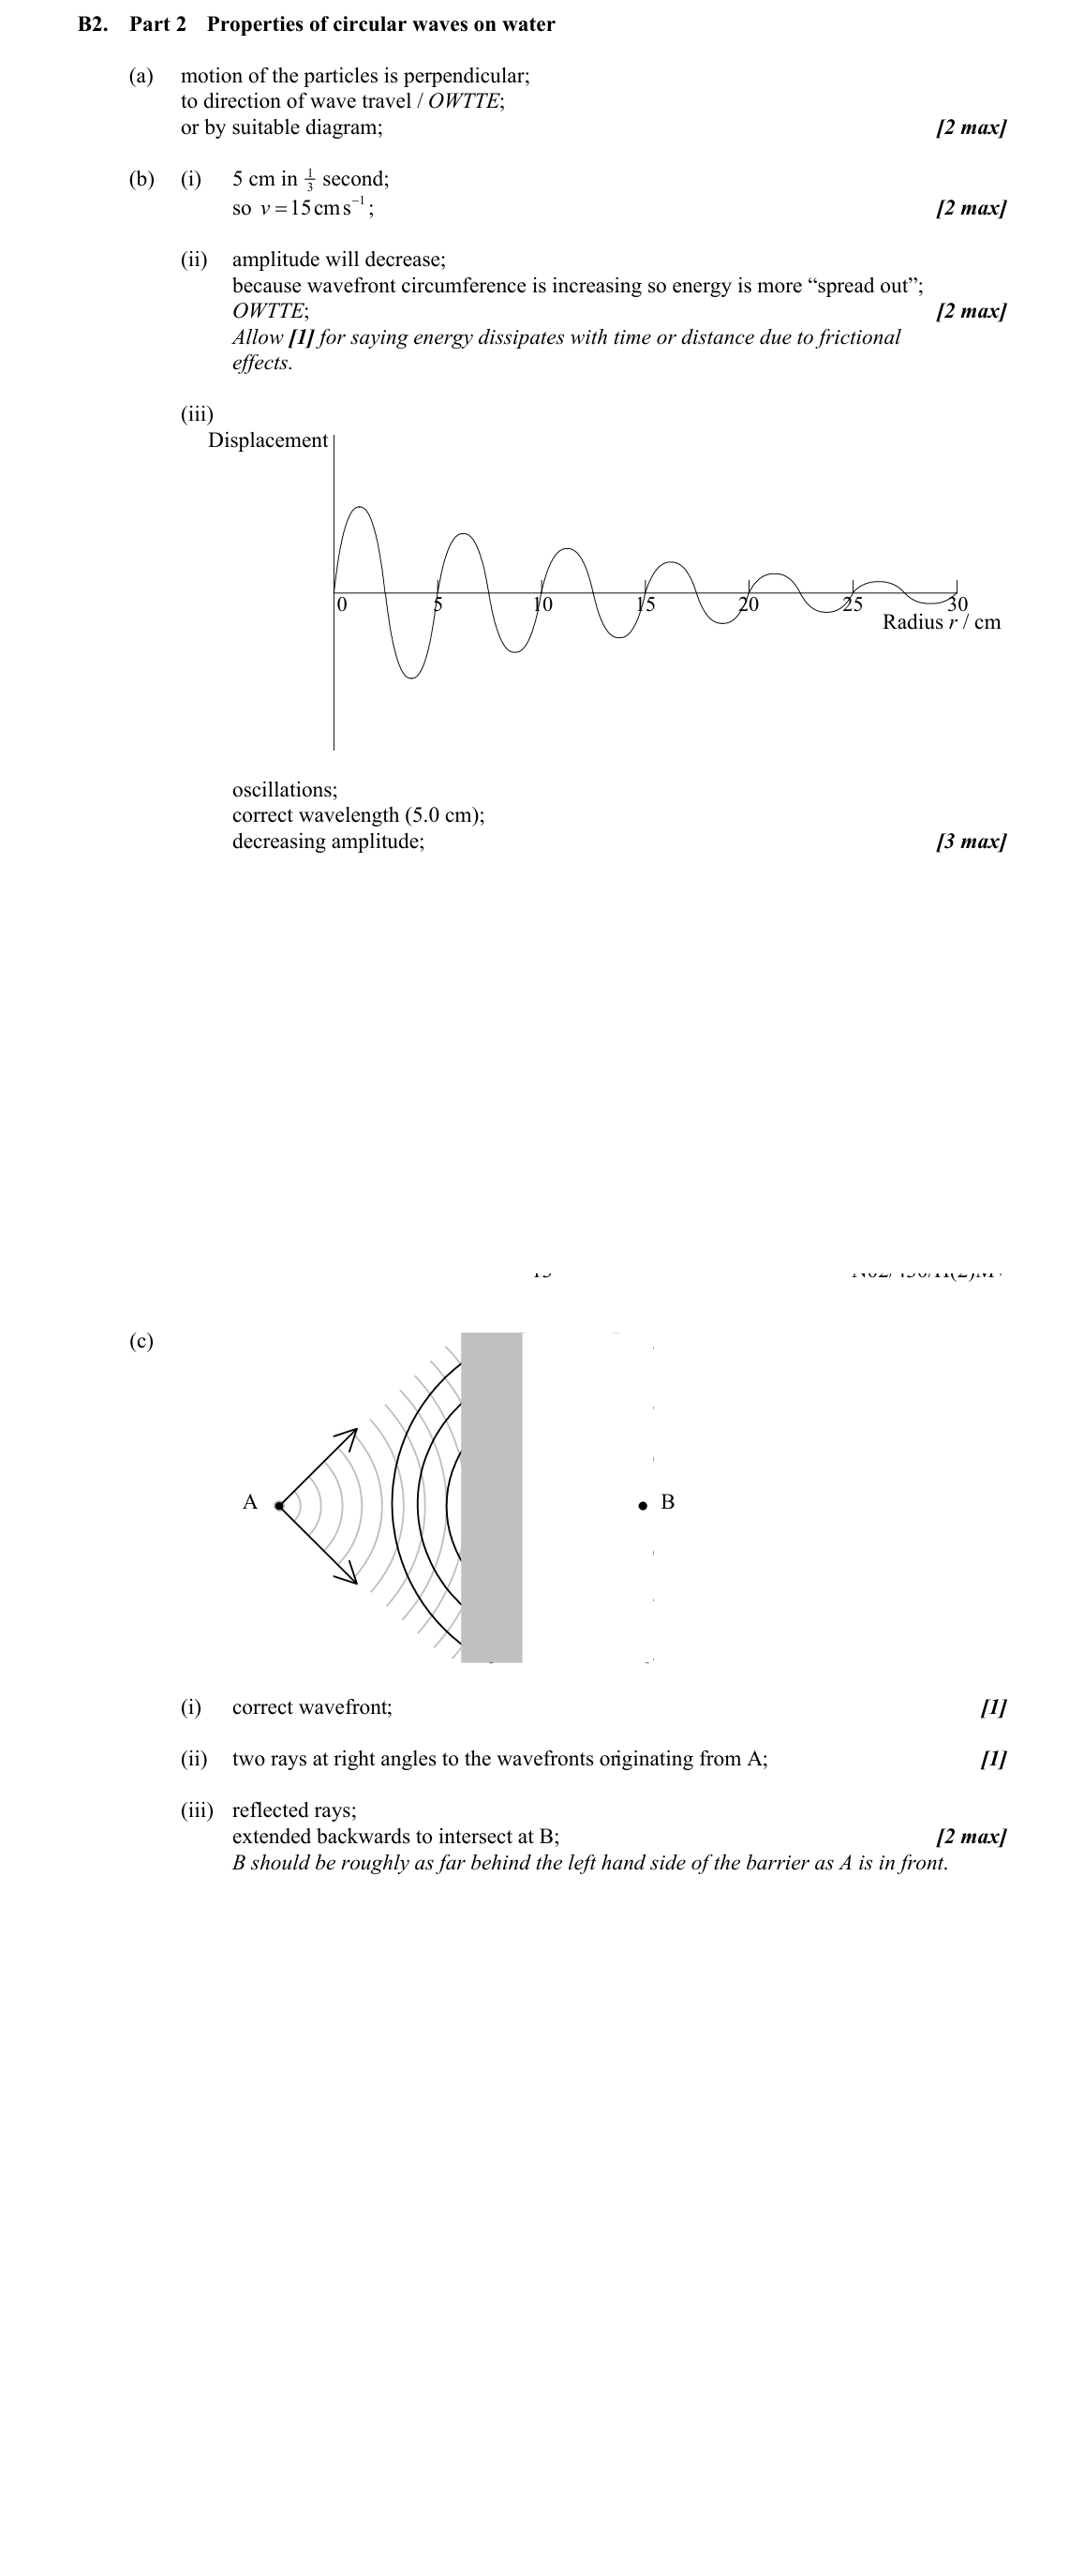 B2. Part 2 Properties of circular waves on water
(a) motion of the particles is perpendicular;
to direction of wave travel / OWTTE;
or by suitable diagram; [2 max]
(b) (i) 5 cm in 1/3 second;
so v = 15 cm s⁻¹; [2 max]
(ii) amplitude will decrease;
because wavefront circumference is increasing so energy is more “spread out”;
OWTTE; [2 max]
Allow [1] for saying energy dissipates with time or distance due to frictional
effects.
(iii)
Displacement
0 5 10 15 20 25 30
Radius r / cm
oscillations;
correct wavelength (5.0 cm);
decreasing amplitude; [3 max]
(c)
A B
(i) correct wavefront; [1]
(ii) two rays at right angles to the wavefronts originating from A; [1]
(iii) reflected rays;
extended backwards to intersect at B; [2 max]
B should be roughly as far behind the left hand side of the barrier as A is in front.